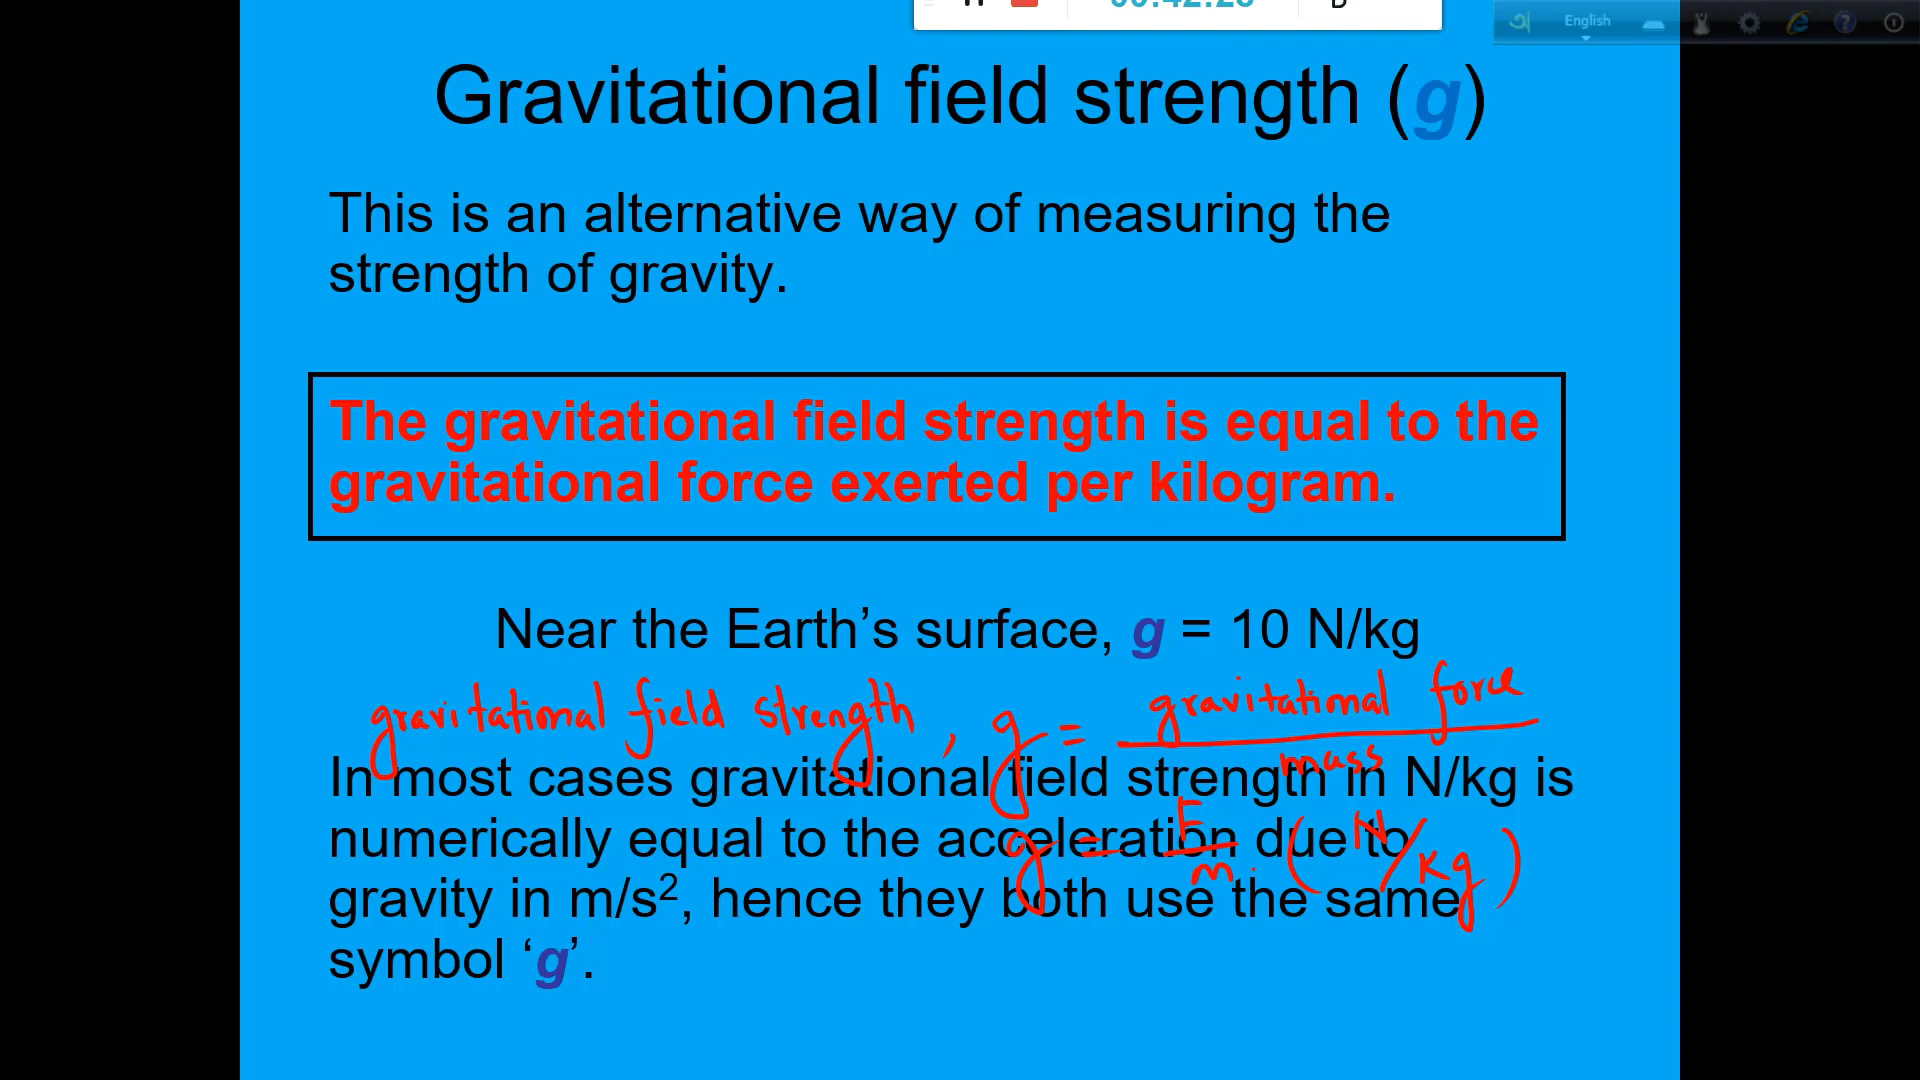 English
Gravitational field strength (g)
This is an alternative way of measuring the
strength of gravity.
The gravitational field strength is equal to the
gravitational force exerted per kilogram.
Near the Earth’s surface, g = 10 N/kg
gravitational field strength, g = gravitational force
mass
In most cases gravitational field strength in N/kg is
g = F/m. (N/kg)
numerically equal to the acceleration due to
gravity in m/s², hence they both use the same
symbol ‘g’.